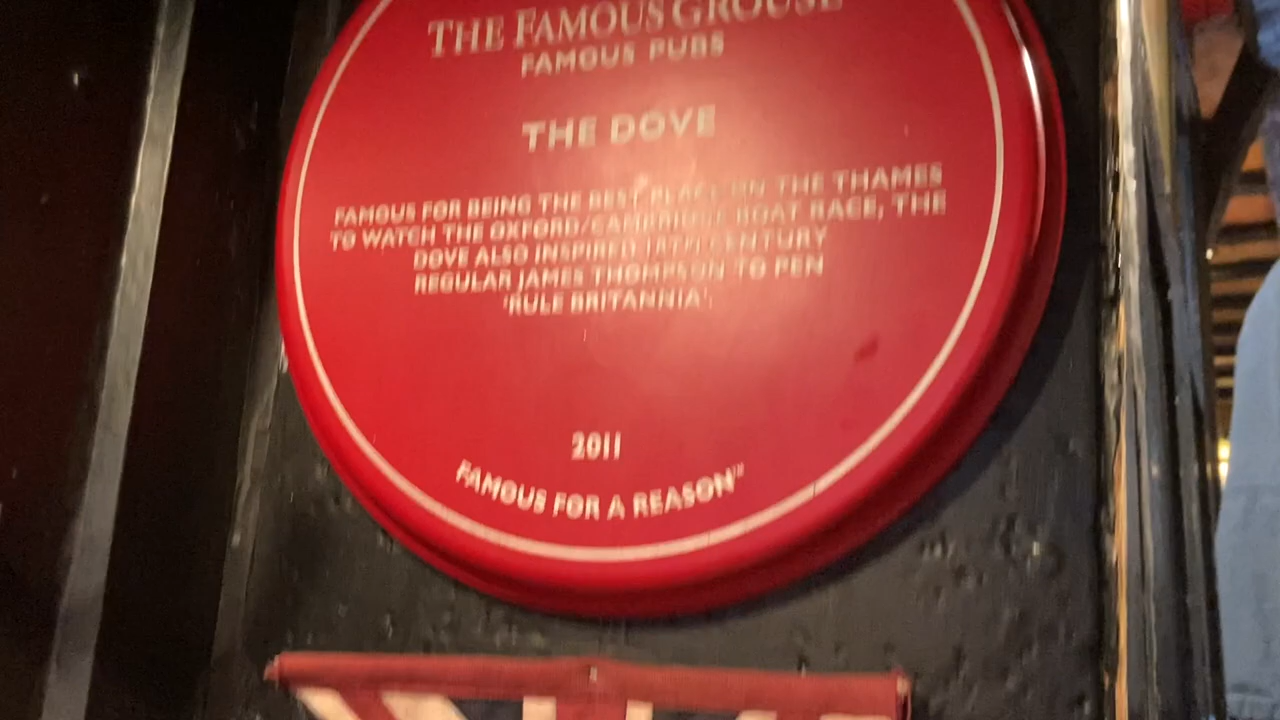 THE FAMOUS GROUSE
FAMOUS PUBS
THE DOVE
FAMOUS FOR BEING THE BEST PLACE ON THE THAMES
TO WATCH THE OXFORD/CAMBRIDGE BOAT RACE, THE
DOVE ALSO INSPIRED 18TH CENTURY
REGULAR JAMES THOMPSON TO PEN
'RULE BRITANNIA'.
2011
FAMOUS FOR A REASON™